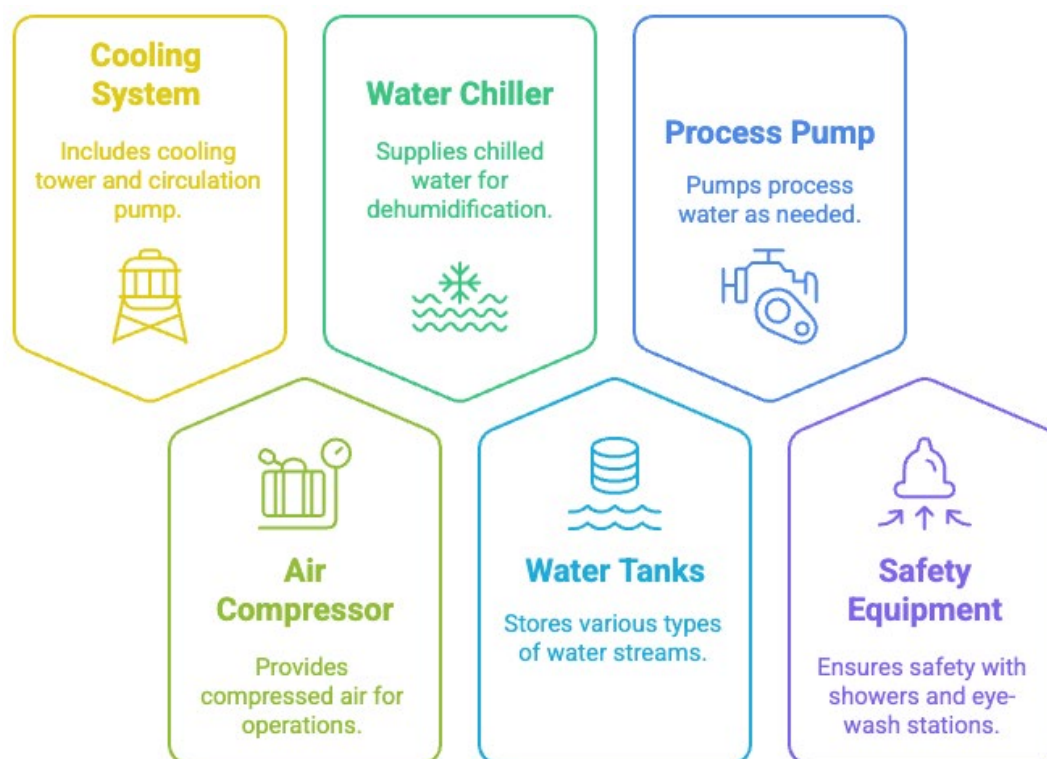 Cooling
System
Includes cooling
tower and circulation
pump.
Water Chiller
Supplies chilled
water for
dehumidification.
Process Pump
Pumps process
water as needed.
Air
Compressor
Provides
compressed air for
operations.
Water Tanks
Stores various types
of water streams.
Safety
Equipment
Ensures safety with
showers and eye-
wash stations.